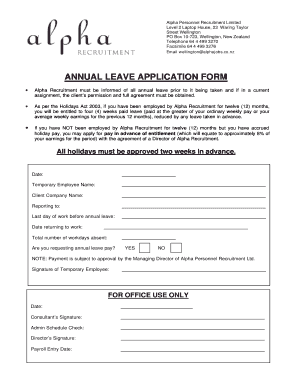 alpha
RECRUITMENT
Alpha Personnel Recruitment Limited
Level 2 Laptop House, 23 Waring Taylor
Street Wellington
PO Box 10-723, Wellington, New Zealand
Telephone 64 4 499 3270
Facsimile 64 4 499 3276
Email wellington@alphajobs.co.nz
ANNUAL LEAVE APPLICATION FORM
• Alpha Recruitment must be informed of all annual leave prior to it being taken and if on a current
assignment, the client's permission and full agreement must be obtained.
• As per the Holidays Act 2003, if you have been employed by Alpha Recruitment for twelve (12) months,
you will be entitled to four (4) weeks paid holidays (at the greater of your ordinary weekly pay or your
average weekly earnings for the previous 12 months), reduced by any leave taken in advance.
• If you have NOT been employed by Alpha Recruitment for twelve (12) months but you have accrued
holiday pay, you may apply for pay in advance of entitlement (which will equate to approximately 8% of
your earnings for the period) with the agreement of a Director of Alpha Recruitment.
All holidays must be approved two weeks in advance.
Date:
Temporary Employee Name:
Client Company Name:
Reporting to:
Last day of work before annual leave:
Date returning to work:
Total number of workdays absent:
Are you requesting annual leave pay? YES NO
NOTE: Payment is subject to approval by the Managing Director of Alpha Personnel Recruitment Ltd.
Signature of Temporary Employee:
FOR OFFICE USE ONLY
Date:
Consultant's Signature:
Admin Schedule Check:
Director's Signature:
Payroll Entry Date: